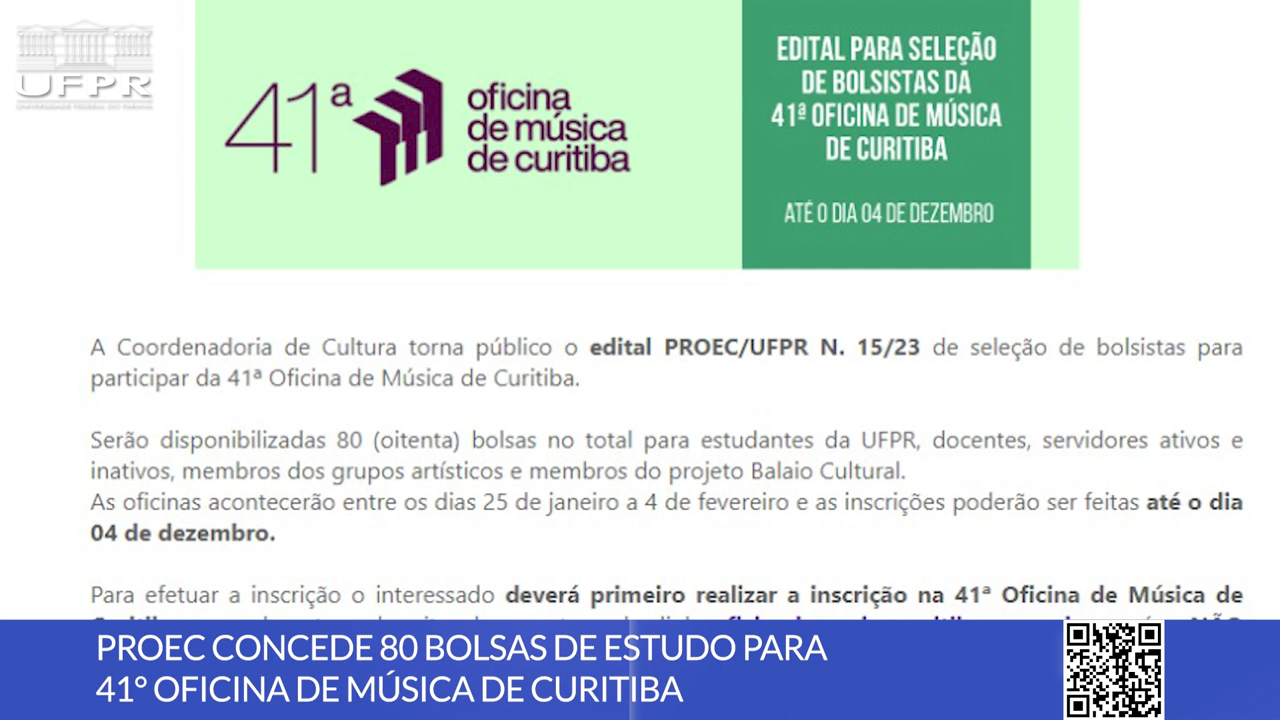 UFPR
UNIVERSIDADE FEDERAL DO PARANÁ
41ª
oficina
de música
de curitiba
EDITAL PARA SELEÇÃO
DE BOLSISTAS DA
41ª OFICINA DE MÚSICA
DE CURITIBA
ATÉ O DIA 04 DE DEZEMBRO
A Coordenadoria de Cultura torna público o edital PROEC/UFPR N. 15/23 de seleção de bolsistas para
participar da 41ª Oficina de Música de Curitiba.
Serão disponibilizadas 80 (oitenta) bolsas no total para estudantes da UFPR, docentes, servidores ativos e
inativos, membros dos grupos artísticos e membros do projeto Balaio Cultural.
As oficinas acontecerão entre os dias 25 de janeiro a 4 de fevereiro e as inscrições poderão ser feitas até o dia
04 de dezembro.
Para efetuar a inscrição o interessado deverá primeiro realizar a inscrição na 41ª Oficina de Música de
PROEC CONCEDE 80 BOLSAS DE ESTUDO PARA
41° OFICINA DE MÚSICA DE CURITIBA